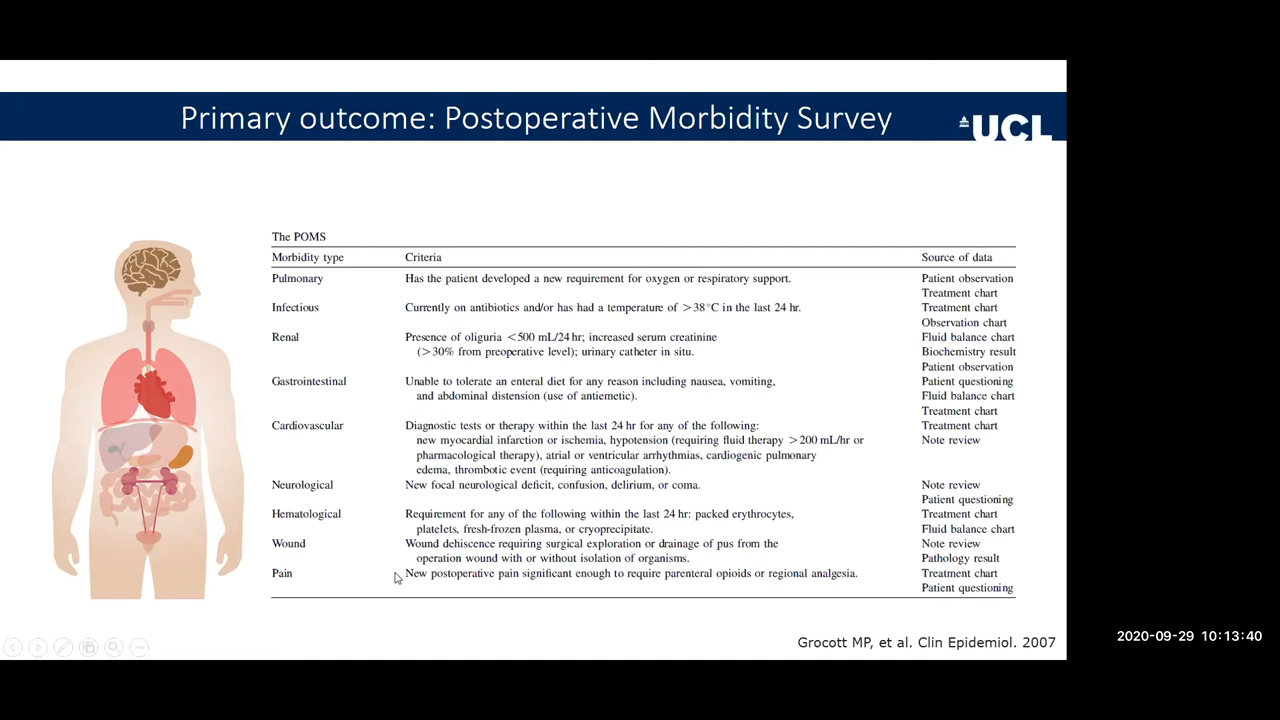 Primary outcome: Postoperative Morbidity Survey
UCL
The POMS
Morbidity type Criteria Source of data
Pulmonary Has the patient developed a new requirement for oxygen or respiratory support. Patient observation
Treatment chart
Infectious Currently on antibiotics and/or has had a temperature of >38°C in the last 24 hr. Treatment chart
Observation chart
Renal Presence of oliguria <500 mL/24 hr; increased serum creatinine Fluid balance chart
(>30% from preoperative level); urinary catheter in situ. Biochemistry result
Patient observation
Gastrointestinal Unable to tolerate an enteral diet for any reason including nausea, vomiting, Patient questioning
and abdominal distension (use of antiemetic). Fluid balance chart
Treatment chart
Cardiovascular Diagnostic tests or therapy within the last 24 hr for any of the following: Treatment chart
new myocardial infarction or ischemia, hypotension (requiring fluid therapy >200 mL/hr or Note review
pharmacological therapy), atrial or ventricular arrhythmias, cardiogenic pulmonary
edema, thrombotic event (requiring anticoagulation).
Neurological New focal neurological deficit, confusion, delirium, or coma. Note review
Patient questioning
Hematological Requirement for any of the following within the last 24 hr: packed erythrocytes, Treatment chart
platelets, fresh-frozen plasma, or cryoprecipitate. Fluid balance chart
Wound Wound dehiscence requiring surgical exploration or drainage of pus from the Note review
operation wound with or without isolation of organisms. Pathology result
Pain New postoperative pain significant enough to require parenteral opioids or regional analgesia. Treatment chart
Patient questioning
Grocott MP, et al. Clin Epidemiol. 2007
2020-09-29 10:13:40